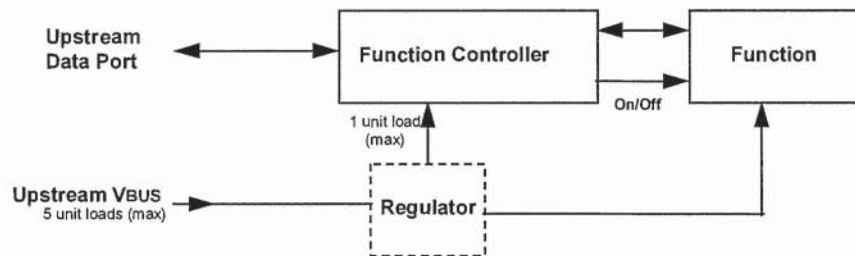 Upstream
Data Port
Function Controller
Function
On/Off
1 unit load
(max)
Upstream VBUS
5 unit loads (max)
Regulator